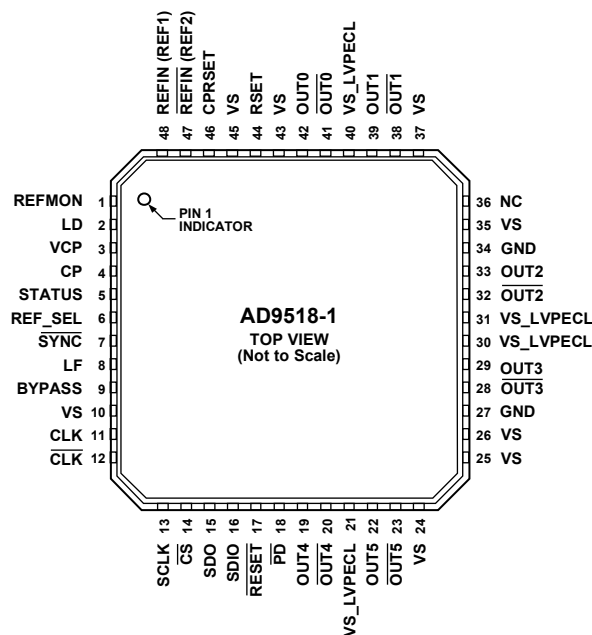 REFIN (REF1)
REFIN (REF2)
CPRSET
VS
RSET
VS
OUT0
OUT0
VS_LVPECL
OUT1
OUT1
VS
48 47 46 45 44 43 42 41 40 39 38 37
REFMON 1
LD 2
VCP 3
CP 4
STATUS 5
REF_SEL 6
SYNC 7
LF 8
BYPASS 9
VS 10
CLK 11
CLK 12
PIN 1
INDICATOR
AD9518-1
TOP VIEW
(Not to Scale)
36 NC
35 VS
34 GND
33 OUT2
32 OUT2
31 VS_LVPECL
30 VS_LVPECL
29 OUT3
28 OUT3
27 GND
26 VS
25 VS
13 14 15 16 17 18 19 20 21 22 23 24
SCLK
CS
SDO
SDIO
RESET
PD
OUT4
OUT4
VS_LVPECL
OUT5
OUT5
VS